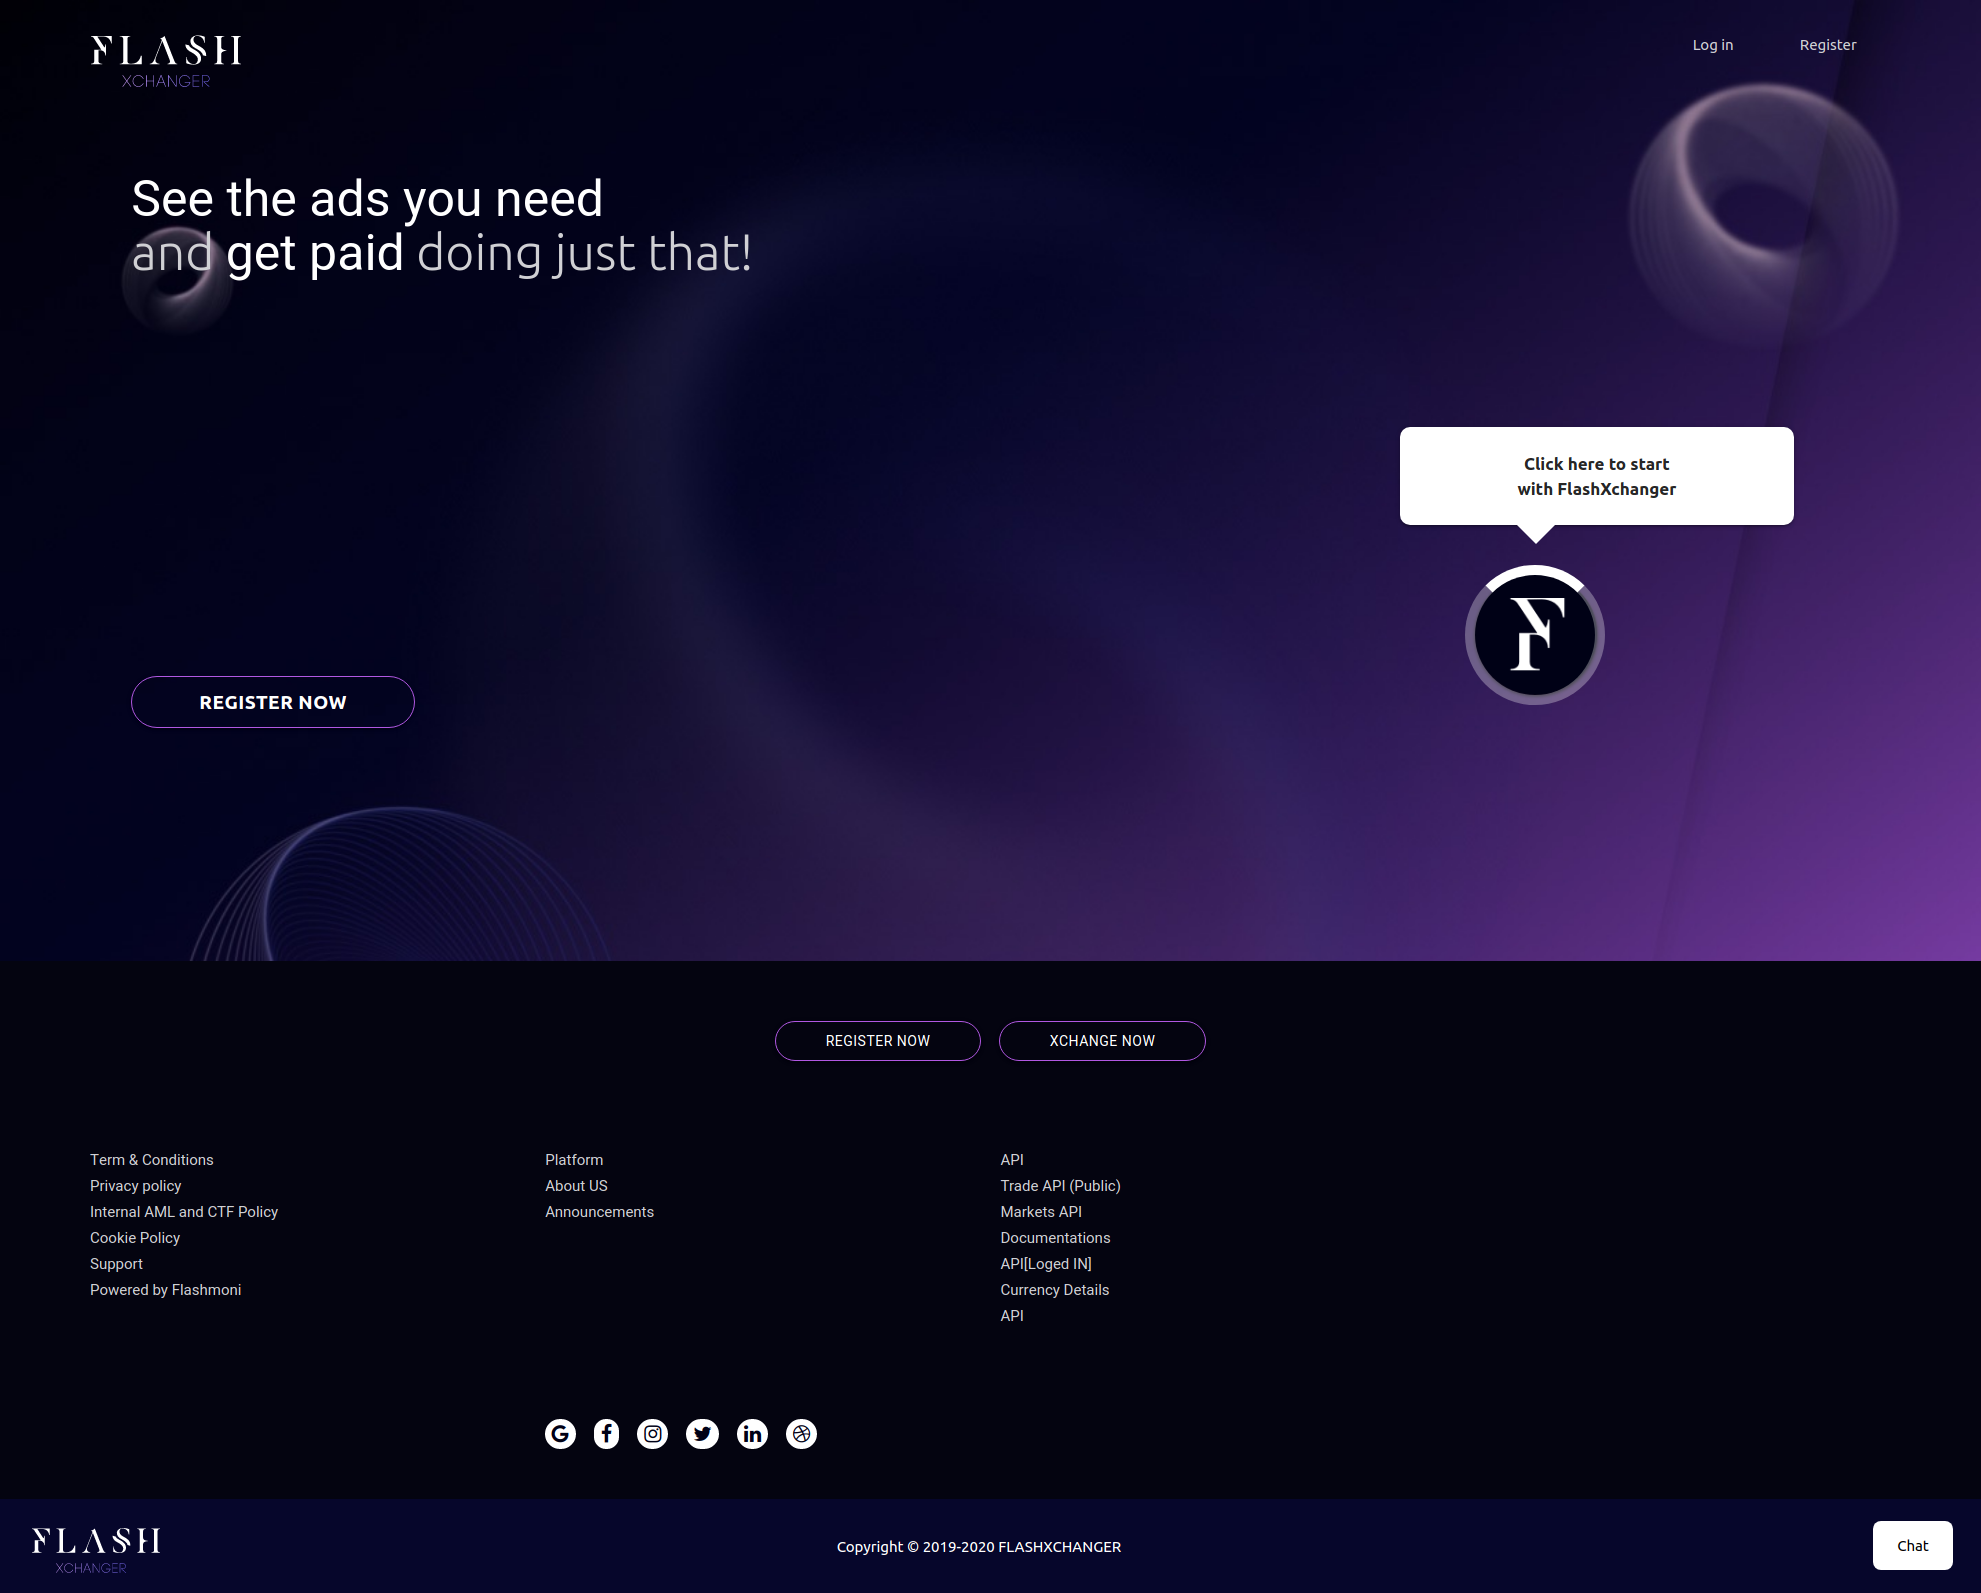 FLASH
XCHANGER
Log in
Register
See the ads you need
and get paid doing just that!
Click here to start
with FlashXchanger
F
REGISTER NOW
REGISTER NOW
XCHANGE NOW
Term & Conditions
Privacy policy
Internal AML and CTF Policy
Cookie Policy
Support
Powered by Flashmoni
Platform
About US
Announcements
API
Trade API (Public)
Markets API
Documentations
API[Loged IN]
Currency Details
API
FLASH
XCHANGER
Copyright © 2019-2020 FLASHXCHANGER
Chat